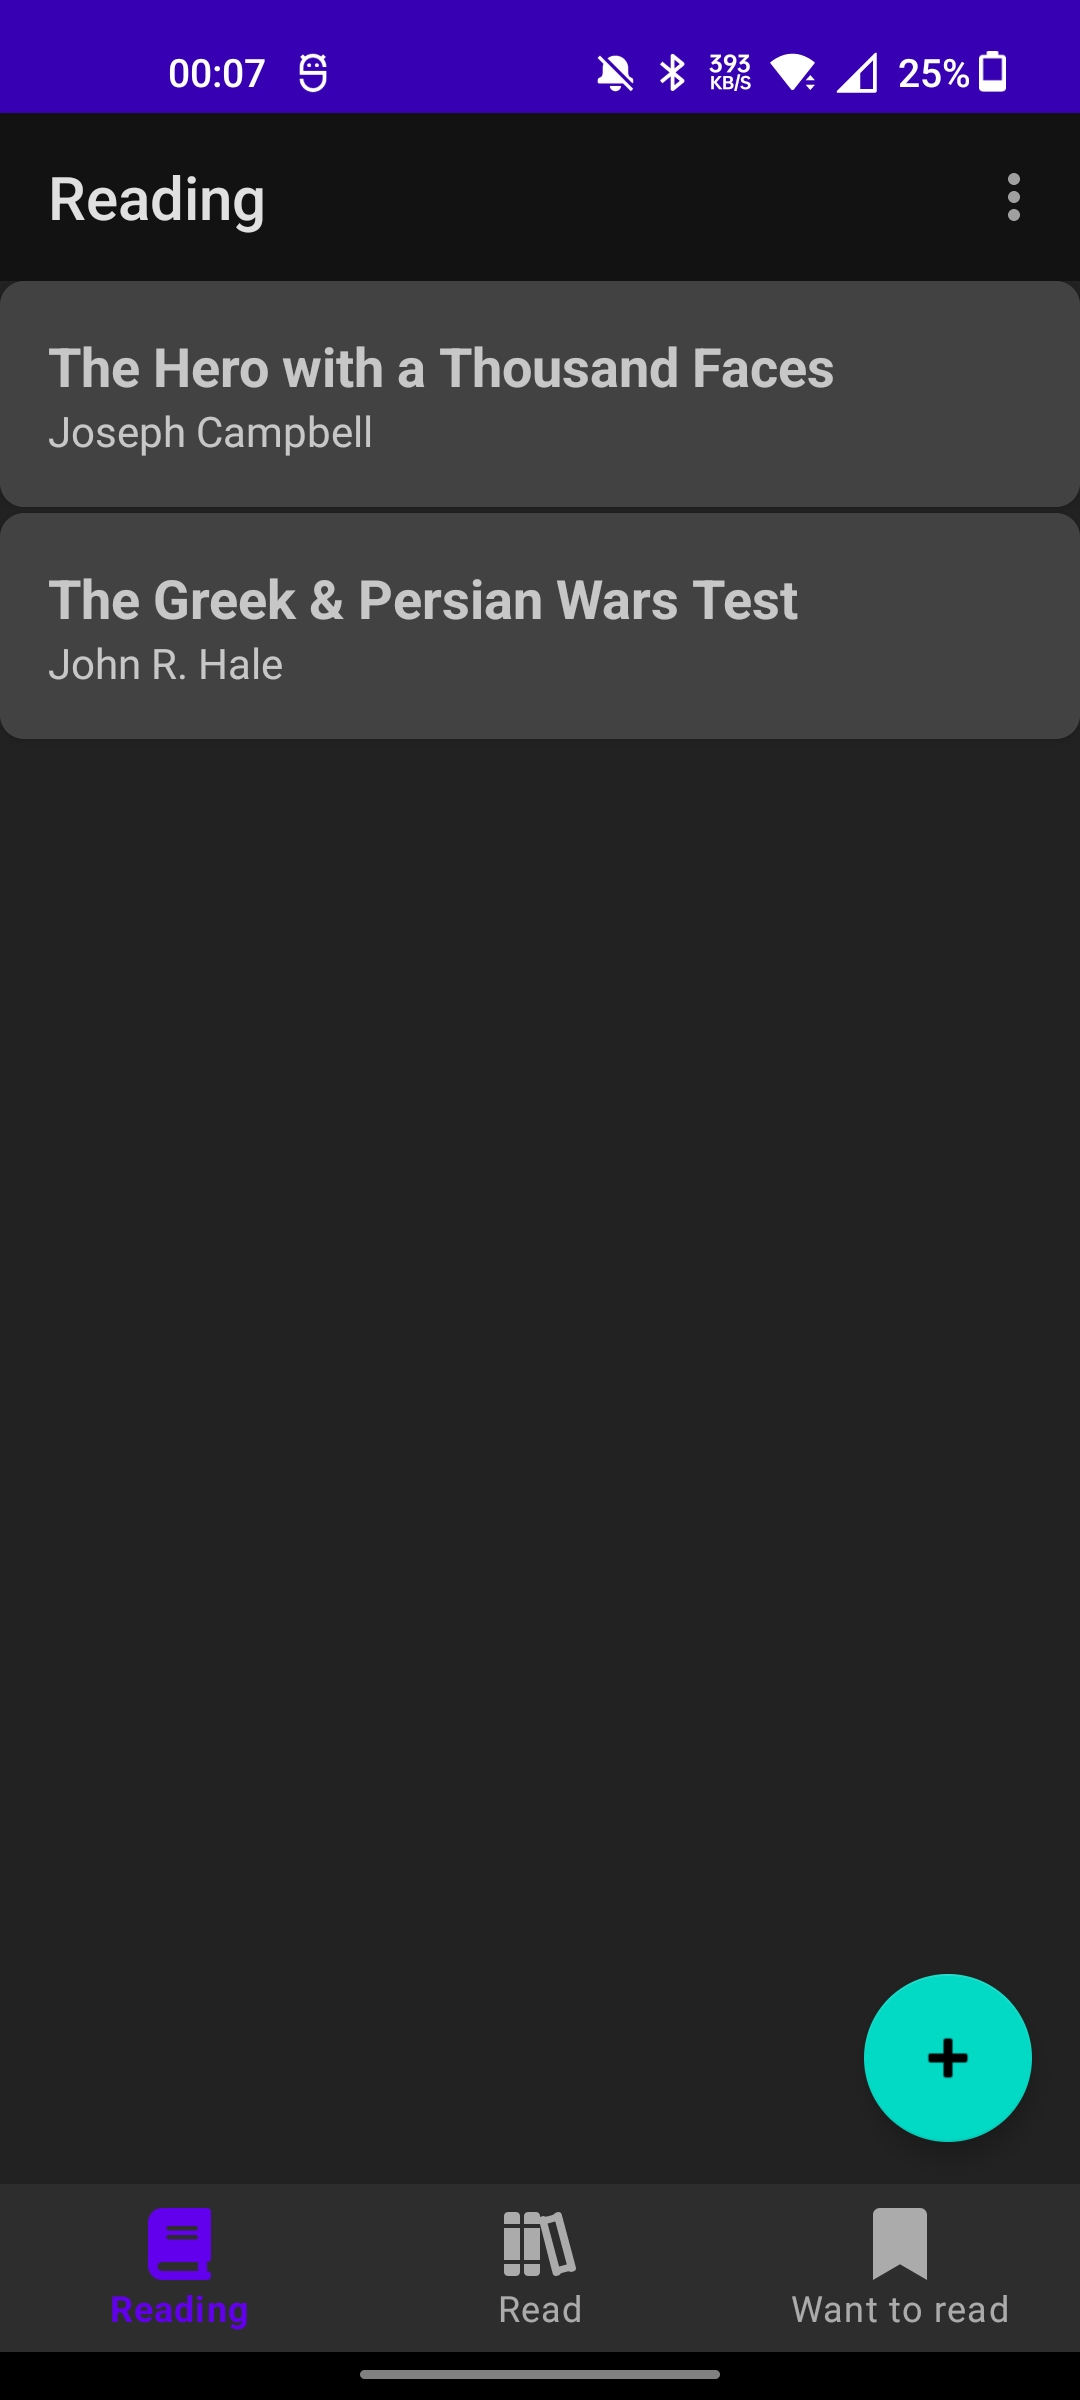 00:07
393
KB/S
25%
Reading
The Hero with a Thousand Faces
Joseph Campbell
The Greek & Persian Wars Test
John R. Hale
Reading
Read
Want to read